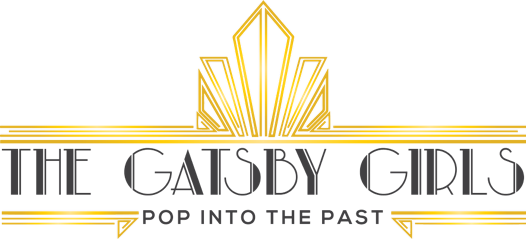 THE GATSBY GIRLS
POP INTO THE PAST